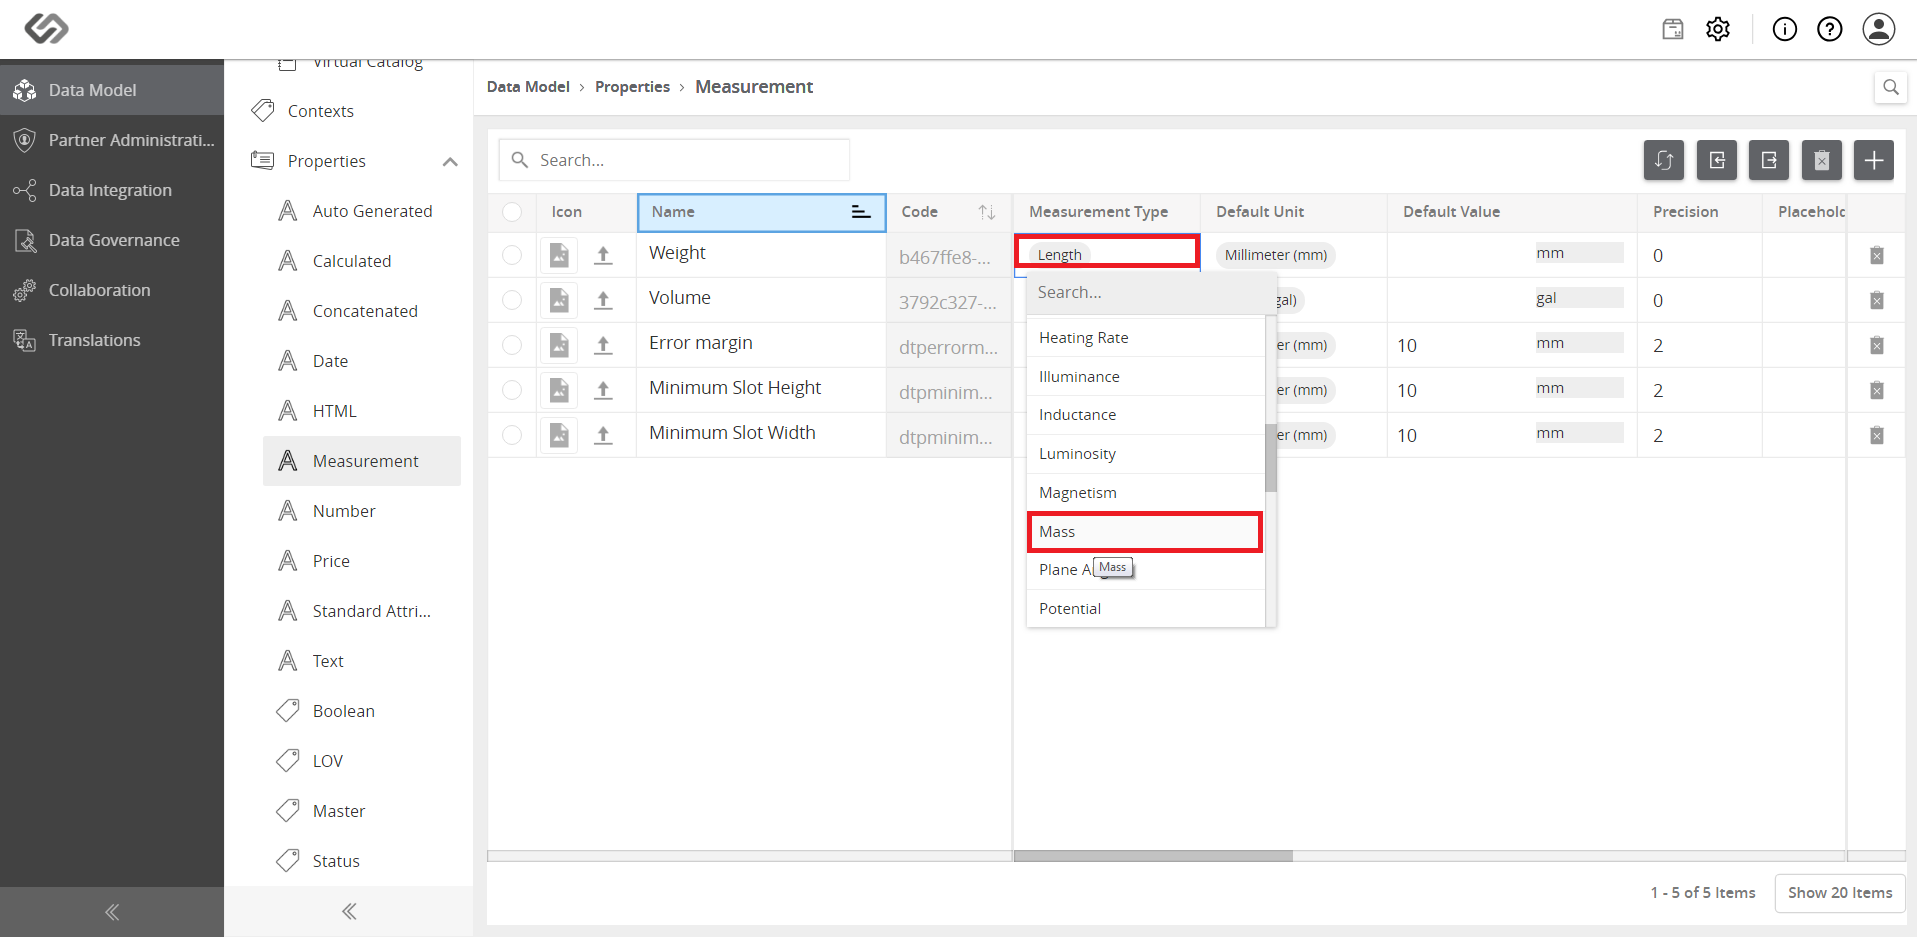 Data Model
Partner Administrati...
Data Integration
Data Governance
Collaboration
Translations
Virtual Catalog
Contexts
Properties
Auto Generated
Calculated
Concatenated
Date
HTML
Measurement
Number
Price
Standard Attri...
Text
Boolean
LOV
Master
Status
Data Model › Properties › Measurement
Search...
Icon Name Code Measurement Type Default Unit Default Value Precision Placehold
Weight b467ffe8-... Length Millimeter (mm) mm 0
Volume 3792c327-... gal) gal 0
Error margin dtperrorm... er (mm) 10 mm 2
Minimum Slot Height dtpminim... er (mm) 10 mm 2
Minimum Slot Width dtpminim... er (mm) 10 mm 2
Search...
Heating Rate
Illuminance
Inductance
Luminosity
Magnetism
Mass
Plane A
Mass
Potential
1 - 5 of 5 Items Show 20 Items